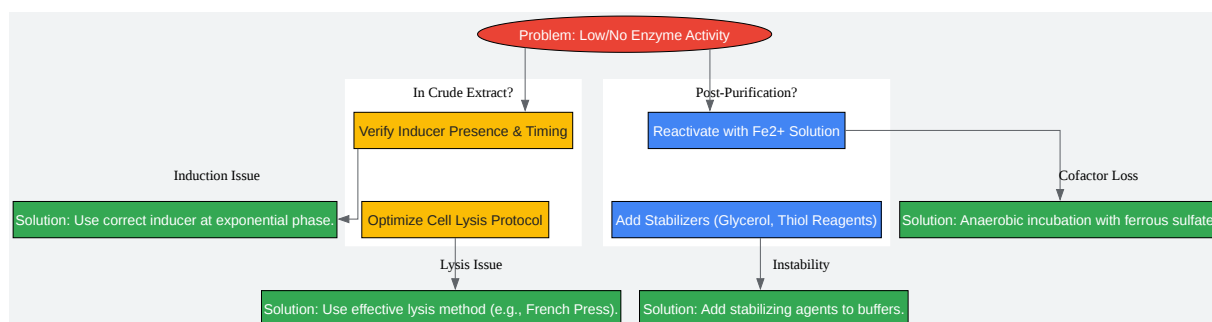 Problem: Low/No Enzyme Activity
In Crude Extract?
Post-Purification?
Verify Inducer Presence & Timing
Reactivate with Fe2+ Solution
Induction Issue
Cofactor Loss
Solution: Use correct inducer at exponential phase.
Optimize Cell Lysis Protocol
Add Stabilizers (Glycerol, Thiol Reagents)
Solution: Anaerobic incubation with ferrous sulfate
Lysis Issue
Instability
Solution: Use effective lysis method (e.g., French Press).
Solution: Add stabilizing agents to buffers.